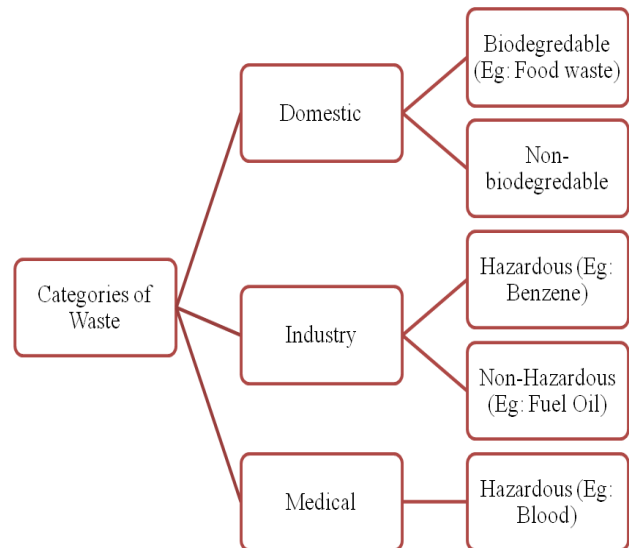 Categories of
Waste
Domestic
Biodegredable
(Eg: Food waste)
Non-
biodegredable
Industry
Hazardous (Eg:
Benzene)
Non-Hazardous
(Eg: Fuel Oil)
Medical
Hazardous (Eg:
Blood)